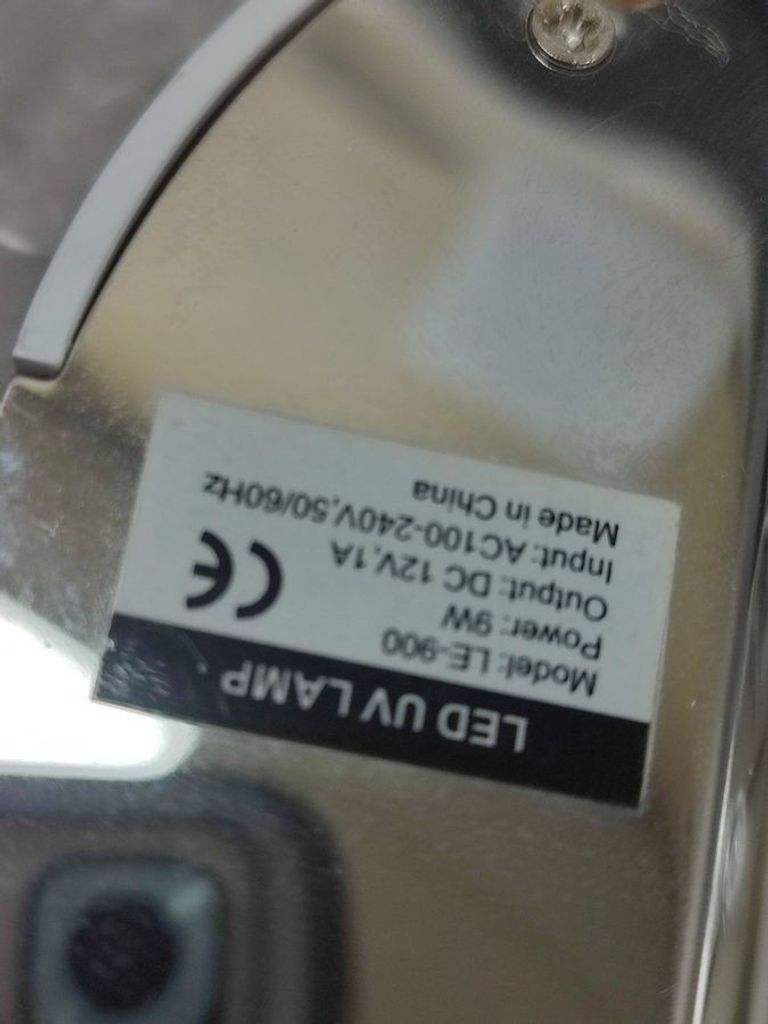 LED UV LAMP
Model: LE-900
Power: 9W
Output: DC 12V,1A
Input: AC100-240V,50/60Hz
Made in China
CE